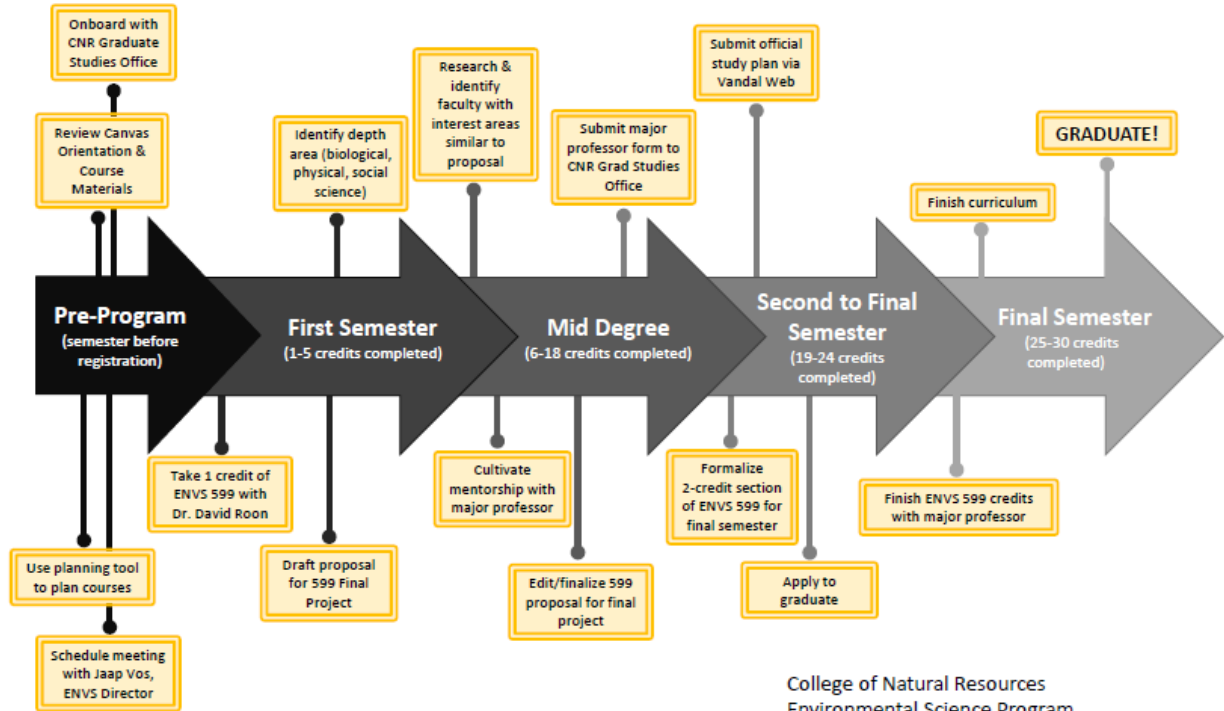 Onboard with
CNR Graduate
Studies Office
Review Canvas
Orientation &
Course
Materials
Identify depth
area (biological,
physical, social
science)
Research &
identify
faculty with
interest areas
similar to
proposal
Submit major
professor form to
CNR Grad Studies
Office
Submit official
study plan via
Vandal Web
Finish curriculum
GRADUATE!
Pre-Program
(semester before
registration)
First Semester
(1-5 credits completed)
Mid Degree
(6-18 credits completed)
Second to Final
Semester
(19-24 credits
completed)
Final Semester
(25-30 credits
completed)
Use planning tool
to plan courses
Schedule meeting
with Jaap Vos,
ENVS Director
Take 1 credit of
ENVS 599 with
Dr. David Roon
Draft proposal
for 599 Final
Project
Cultivate
mentorship with
major professor
Edit/finalize 599
proposal for final
project
Formalize
2-credit section
of ENVS 599 for
final semester
Apply to
graduate
Finish ENVS 599 credits
with major professor
College of Natural Resources
Environmental Science Program